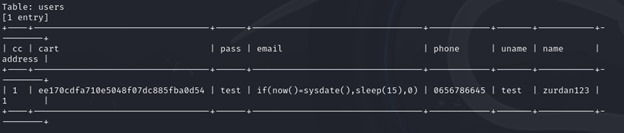 Table: users
[1 entry]
+----+----------------------------------+------+-----------------------------------+------------+-------+-----------+-
---------+
| cc | cart | pass | email | phone | uname | name |
address |
+----+----------------------------------+------+-----------------------------------+------------+-------+-----------+-
---------+
| 1 | ee170cdfa710e5048f07dc885fba0d54 | test | if(now()=sysdate(),sleep(15),0) | 0656786645 | test | zurdan123 |
1 |
+----+----------------------------------+------+-----------------------------------+------------+-------+-----------+-
---------+